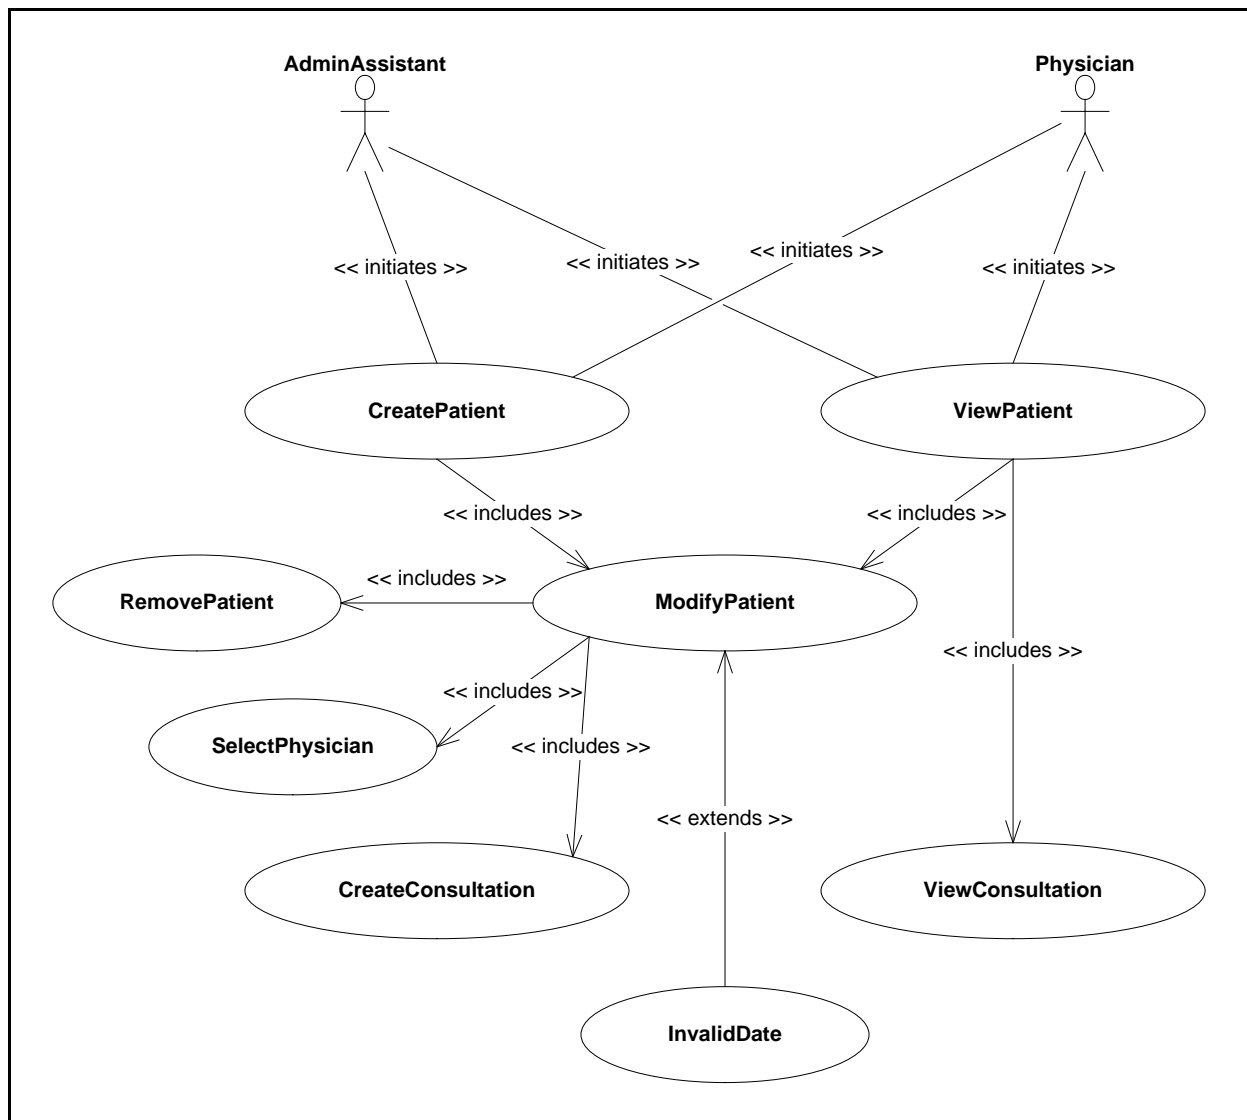 AdminAssistant
Physician
<< initiates >>
<< initiates >>
<< initiates >>
<< initiates >>
CreatePatient
ViewPatient
<< includes >>
<< includes >>
<< includes >>
RemovePatient
ModifyPatient
<< includes >>
<< includes >>
SelectPhysician
<< includes >>
<< extends >>
CreateConsultation
ViewConsultation
InvalidDate